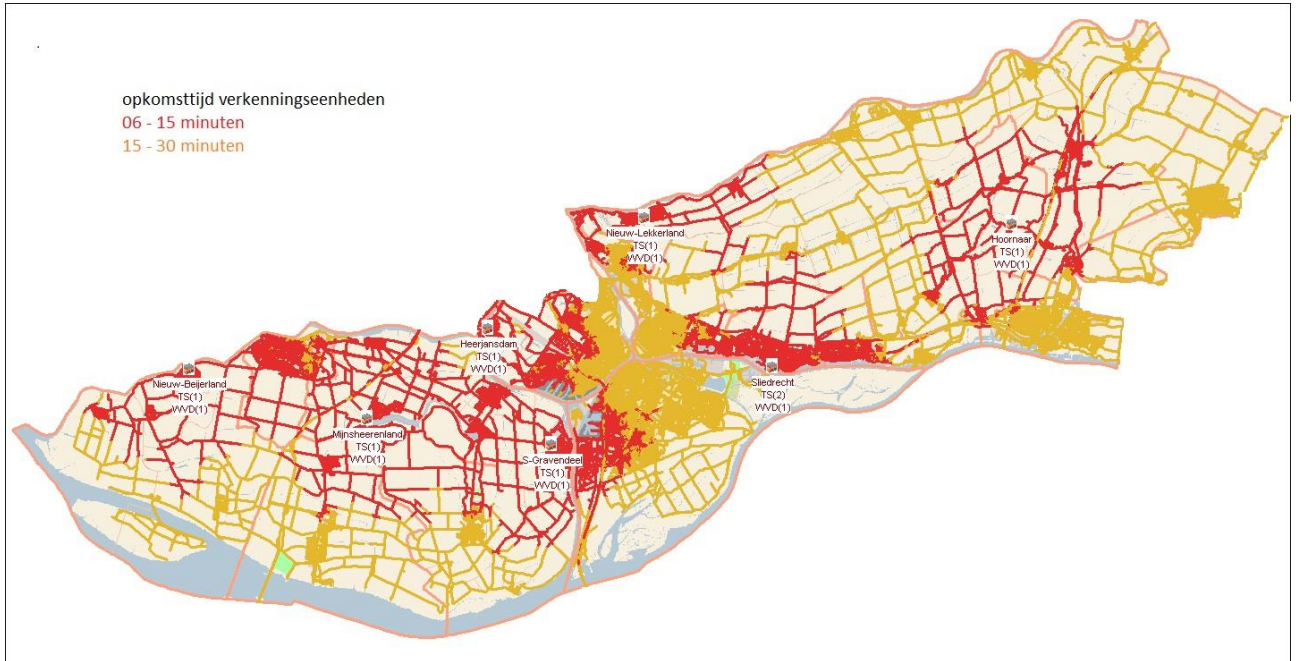 opkomsttijd verkenningseenheden
06 - 15 minuten
15 - 30 minuten
Nieuw-Lekkerland
TS(1)
WVD(1)
Hoornaar
TS(1)
WVD(1)
Heerjansdam
TS(1)
WVD(1)
Nieuw-Beijerland
TS(1)
WVD(1)
Sliedrecht
TS(2)
WVD(1)
Mijnsheerenland
TS(1)
WVD(1)
S-Gravendeel
TS(1)
WVD(1)